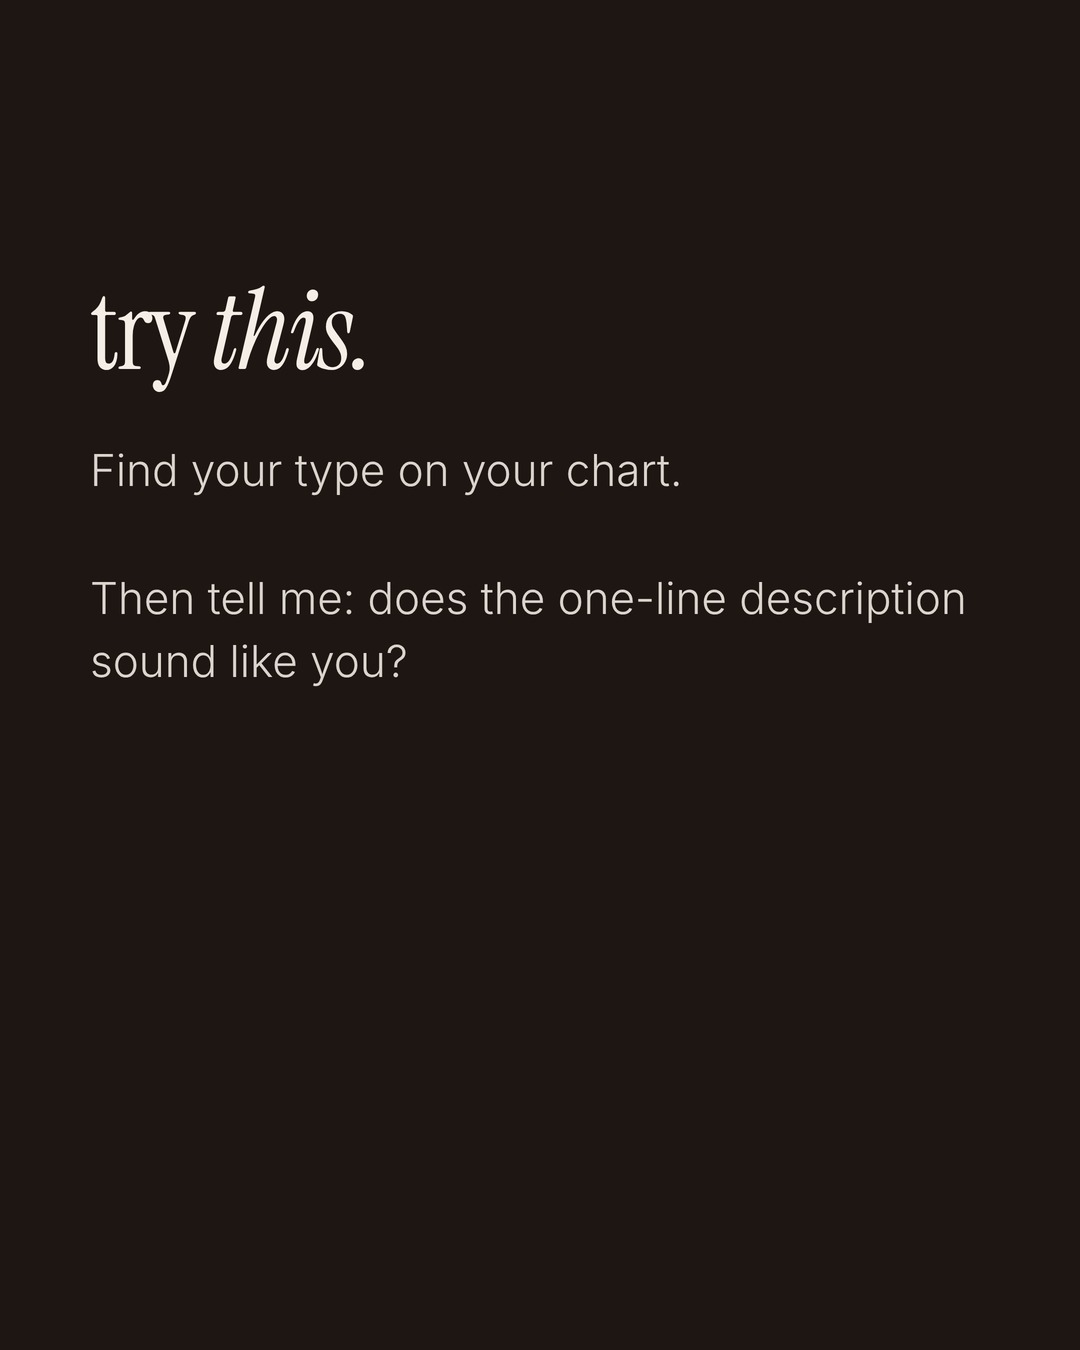 try this.
Find your type on your chart.
Then tell me: does the one-line description
sound like you?